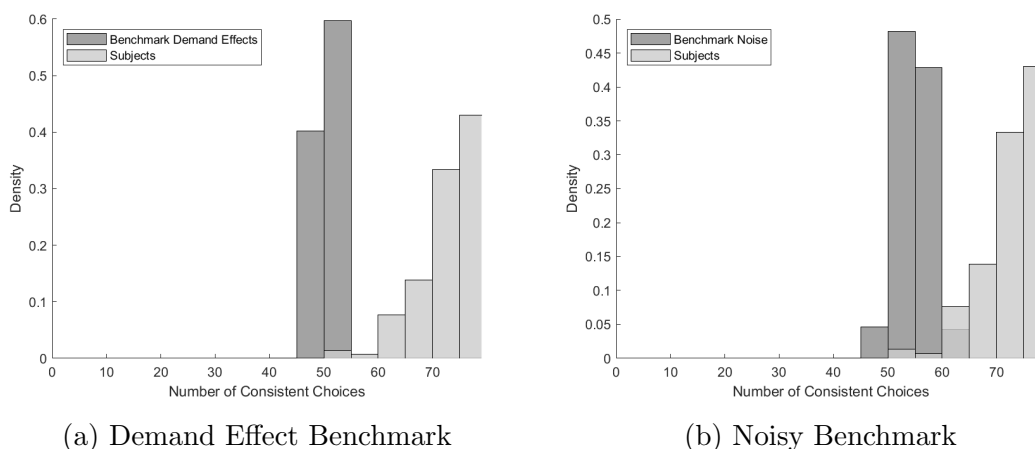 0.6
0.5
0.4
0.3
0.2
0.1
0
Density
Benchmark Demand Effects
Subjects
0 10 20 30 40 50 60 70
Number of Consistent Choices
(a) Demand Effect Benchmark
0.5
0.45
0.4
0.35
0.3
0.25
0.2
0.15
0.1
0.05
0
Density
Benchmark Noise
Subjects
0 10 20 30 40 50 60 70
Number of Consistent Choices
(b) Noisy Benchmark